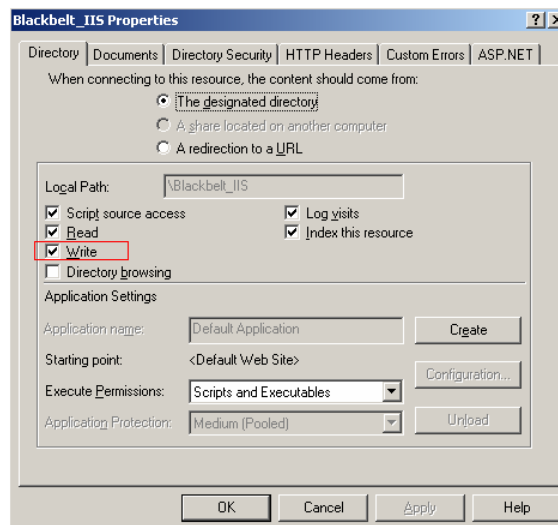 Blackbelt_IIS Properties
Directory Documents Directory Security HTTP Headers Custom Errors ASP.NET
When connecting to this resource, the content should come from:
The designated directory
A share located on another computer
A redirection to a URL
Local Path: \Blackbelt_IIS
Script source access Log visits
Read Index this resource
Write
Directory browsing
Application Settings
Application name: Default Application Create
Starting point: <Default Web Site>
Configuration...
Execute Permissions: Scripts and Executables
Application Protection: Medium (Pooled) Unload
OK Cancel Apply Help